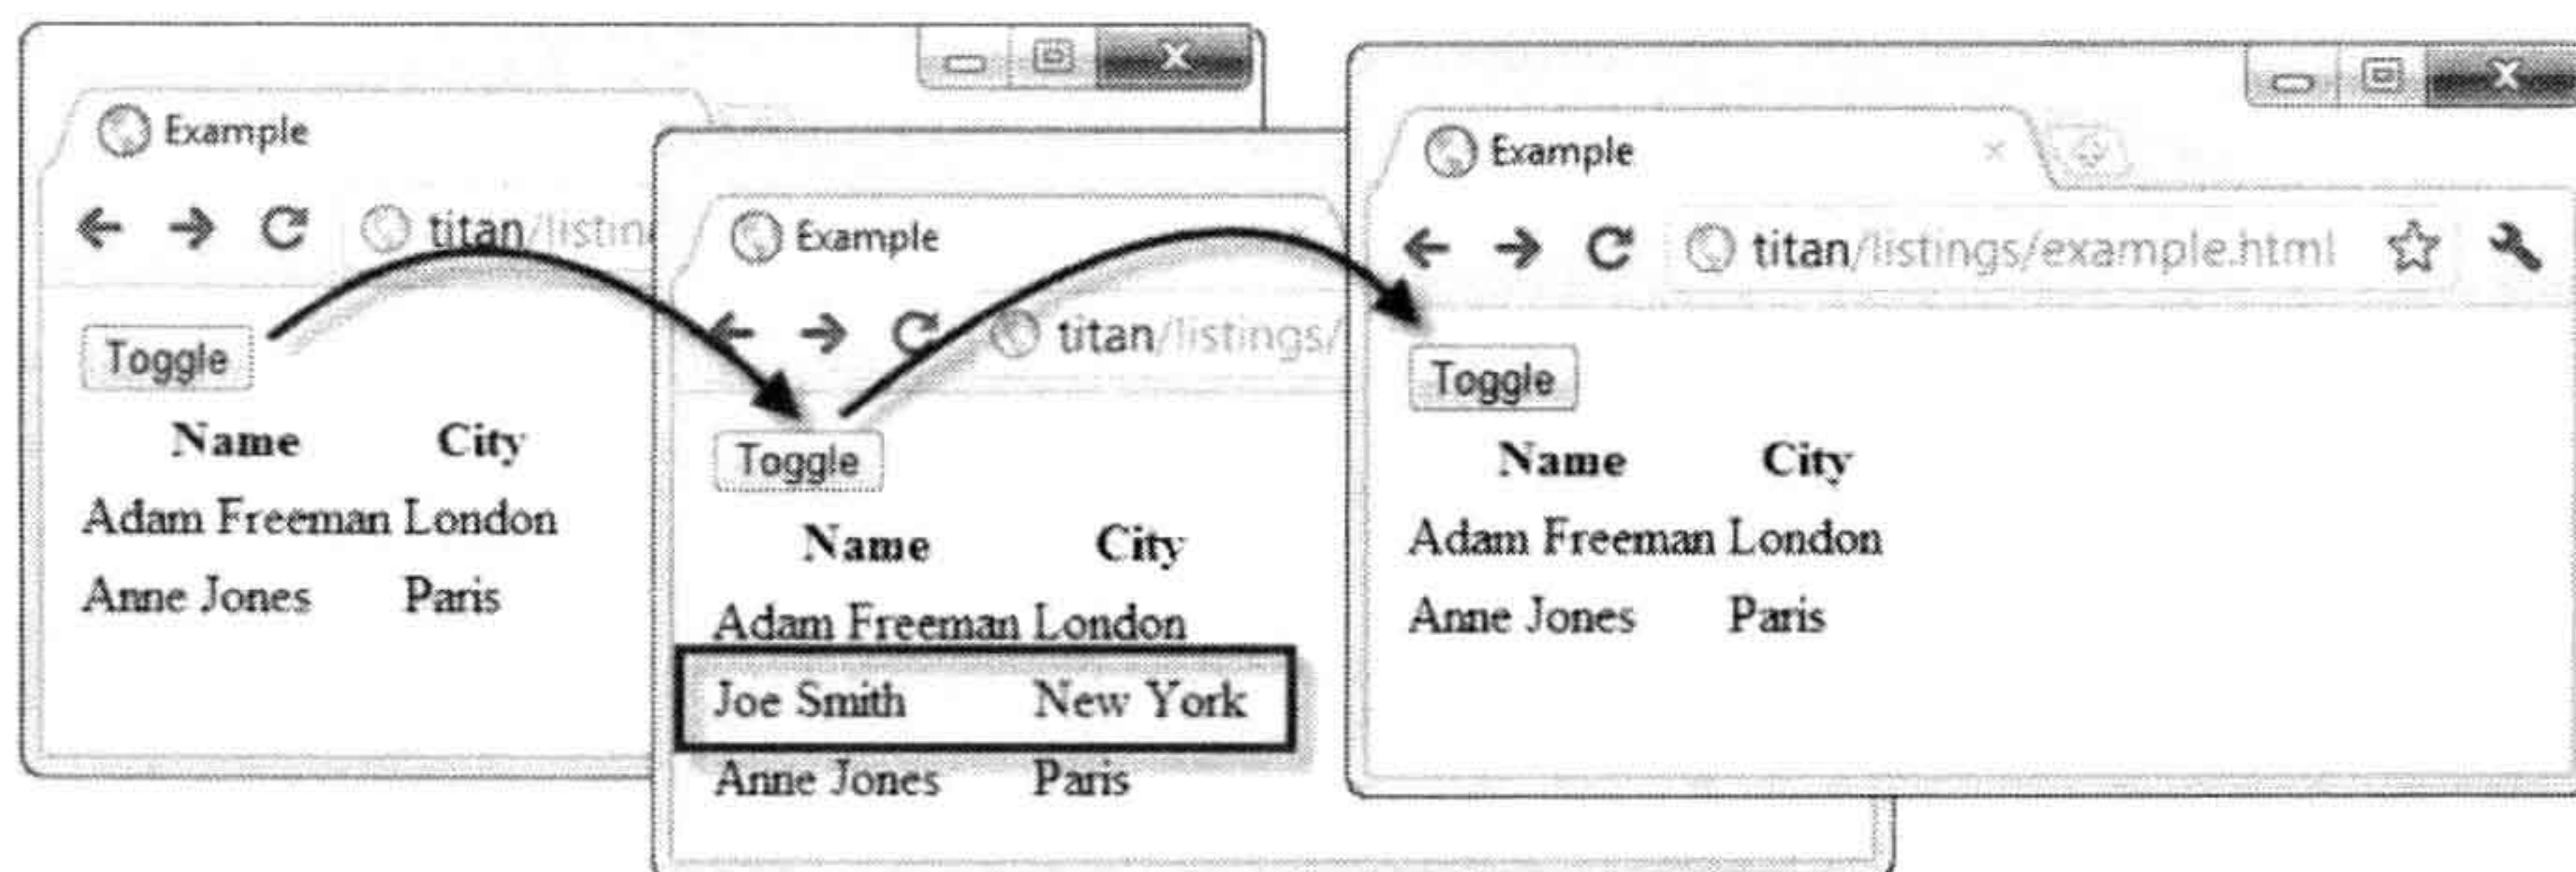 Example
titan/listin
Toggle
Name City
Adam Freeman London
Anne Jones Paris
Example
titan/listings/
Toggle
Name City
Adam Freeman London
Joe Smith New York
Anne Jones Paris
Example
titan/listings/example.html
Toggle
Name City
Adam Freeman London
Anne Jones Paris